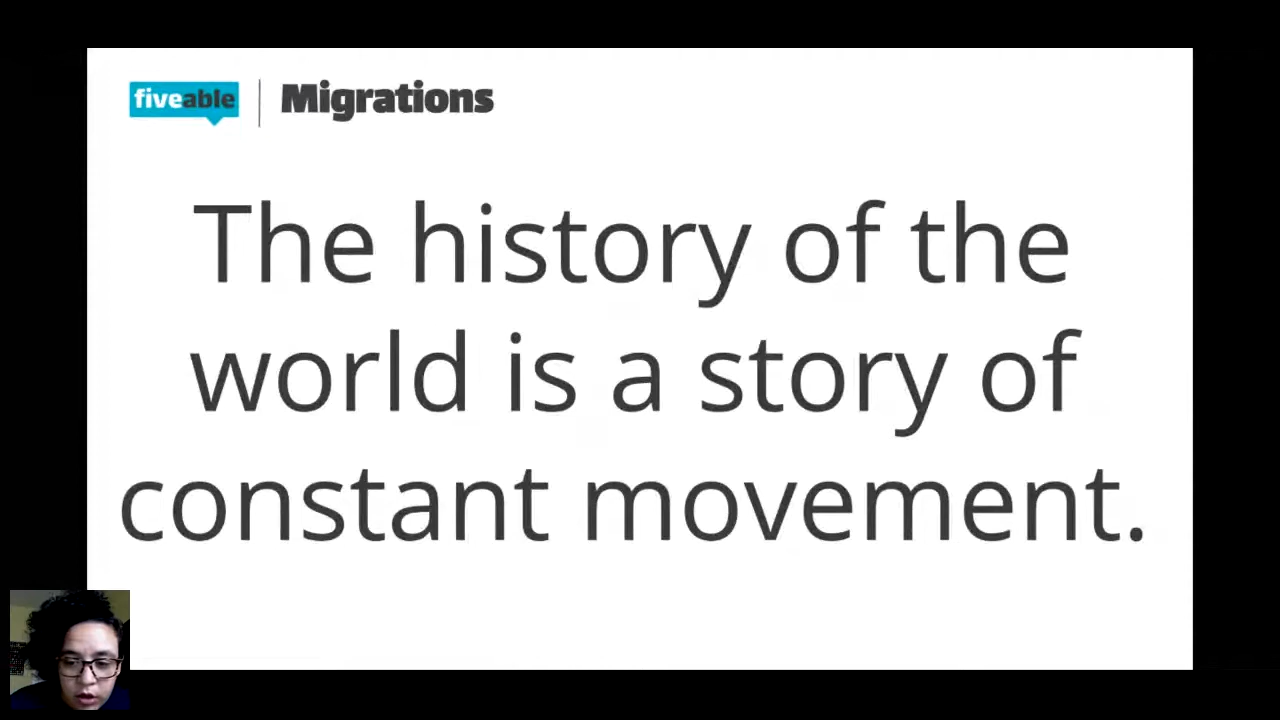 fiveable | Migrations
The history of the
world is a story of
constant movement.